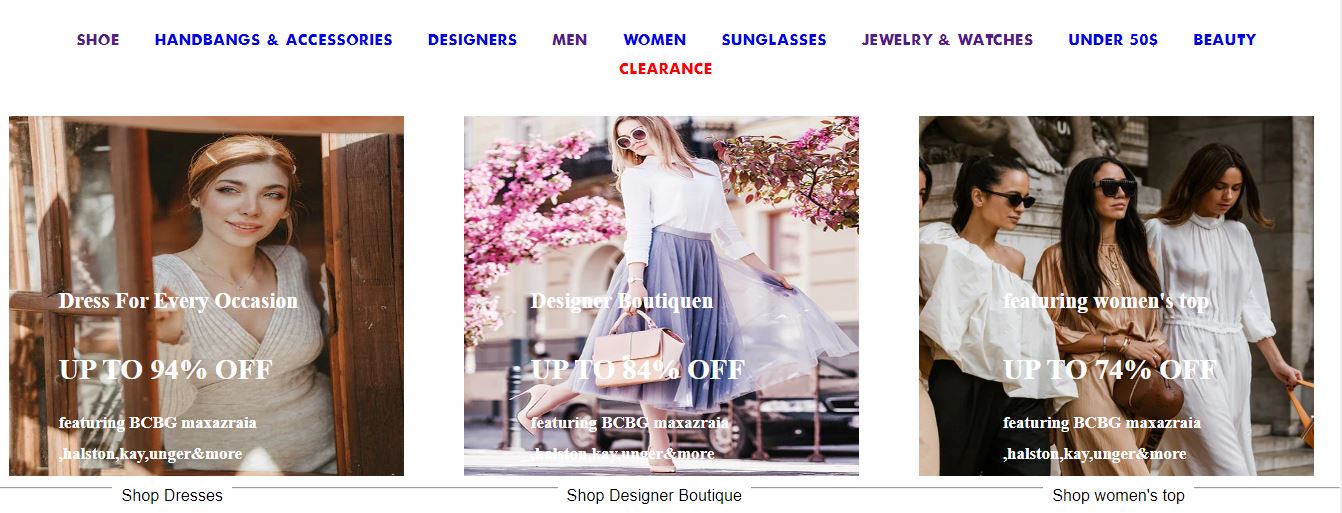 SHOE HANDBANGS & ACCESSORIES DESIGNERS MEN WOMEN SUNGLASSES JEWELRY & WATCHES UNDER 50$ BEAUTY
CLEARANCE
Dress For Every Occasion
UP TO 94% OFF
featuring BCBG maxazraia
,halston,kay,unger&more
Shop Dresses
Designer Boutiquen
UP TO 84% OFF
featuring BCBG maxazraia
,halston,kay,unger&more
Shop Designer Boutique
featuring women's top
UP TO 74% OFF
featuring BCBG maxazraia
,halston,kay,unger&more
Shop women's top